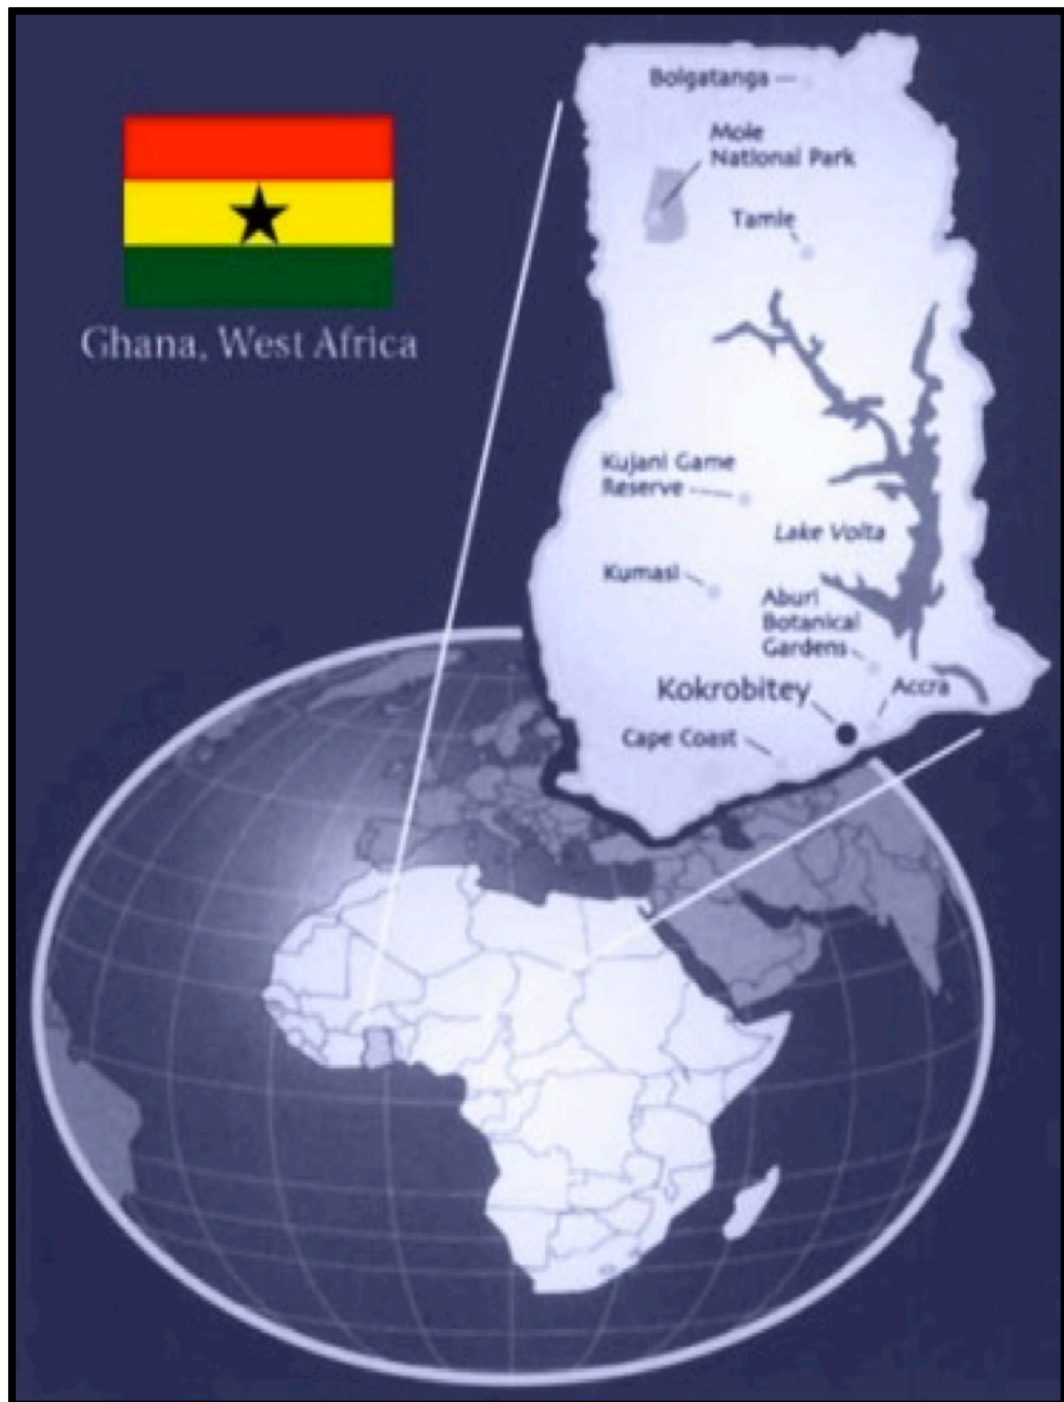 Ghana, West Africa
Bolgatanga
Mole
National Park
Tamle
Kujani Game
Reserve
Lake Volta
Kumasi
Aburi
Botanical
Gardens
Kokrobitey
Accra
Cape Coast